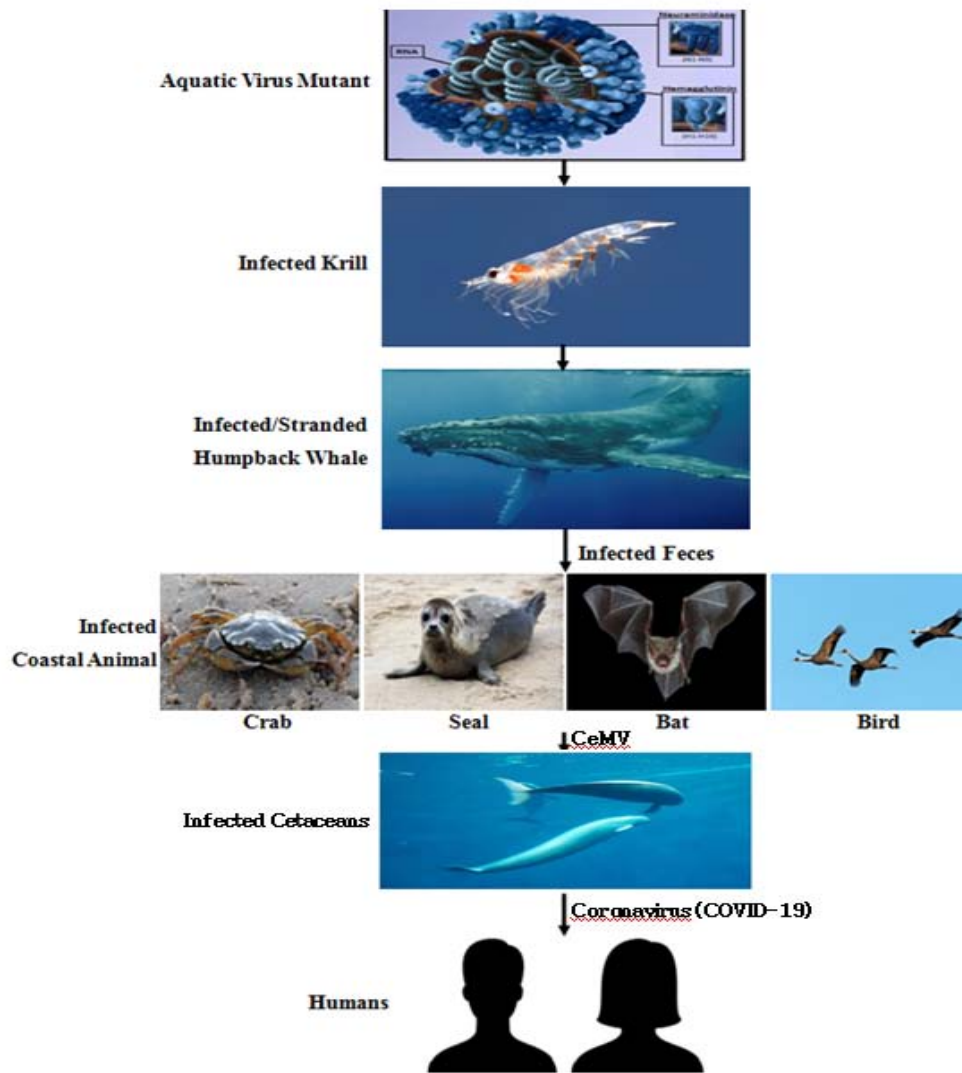 Neuraminidase
RNA
Aquatic Virus Mutant
Hemagglutinin
Infected Krill
Infected/Stranded
Humpback Whale
Infected Feces
Infected
Coastal Animal
Crab
Seal
Bat
Bird
CeMV
Infected Cetaceans
Coronavirus(COVID-19)
Humans